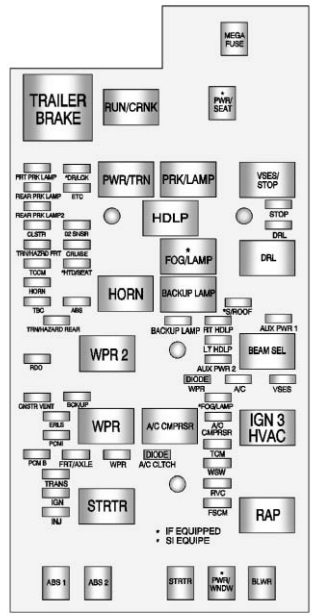 MEGA
FUSE
TRAILER
BRAKE
RUN/CRNK
*
PWR/
SEAT
FRT PRK LAMP
*DR/LCK
PWR/TRN
PRK/LAMP
VSES/
STOP
REAR PRK LAMP
ETC
REAR PRK LAMP2
HDLP
STOP
CLSTR
O2 SNSR
DRL
TRN/HAZRD FRT
CRUISE
*
FOG/LAMP
DRL
TCCM
*HTD/SEAT
HORN
HORN
BACKUP LAMP
TBC
ABS
*S/ROOF
TRN/HAZARD REAR
BACKUP LAMP
RT HDLP
AUX PWR 1
WPR 2
LT HDLP
BEAM SEL
RDO
AUX PWR 2
DIODE
WPR
A/C
VSES
ONSTR VENT
BCK/UP
*FOG/LAMP
ERLS
WPR
A/C CMPRSR
A/C
CMPRSR
IGN 3
HVAC
PCMI
TCM
PCM B
FRT/AXLE
WPR
DIODE
A/C CLTCH
WSW
TRANS
RVC
IGN
STRTR
FSCM
RAP
INJ
* IF EQUIPPED
* SI EQUIPE
ABS 1
ABS 2
STRTR
*
PWR/
WNDW
BLWR